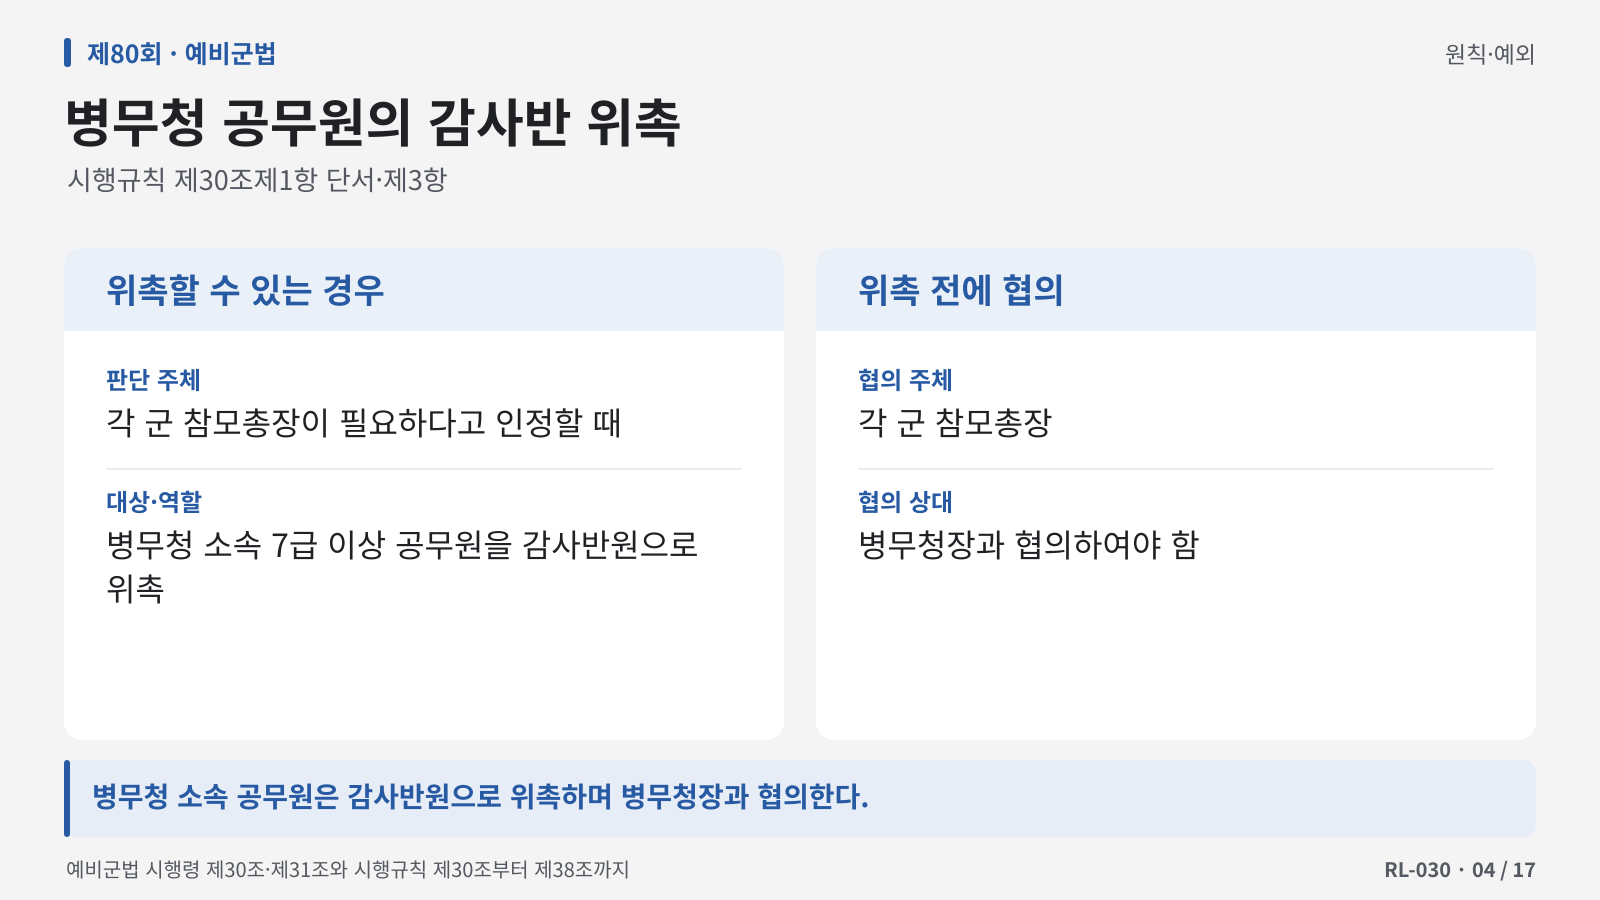 제80회 · 예비군법
원칙·예외
병무청 공무원의 감사반 위촉
시행규칙 제30조제1항 단서·제3항
위촉할 수 있는 경우
판단 주체
각 군 참모총장이 필요하다고 인정할 때
대상·역할
병무청 소속 7급 이상 공무원을 감사반원으로
위촉
위촉 전에 협의
협의 주체
각 군 참모총장
협의 상대
병무청장과 협의하여야 함
병무청 소속 공무원은 감사반원으로 위촉하며 병무청장과 협의한다.
예비군법 시행령 제30조·제31조와 시행규칙 제30조부터 제38조까지
RL-030 · 04 / 17